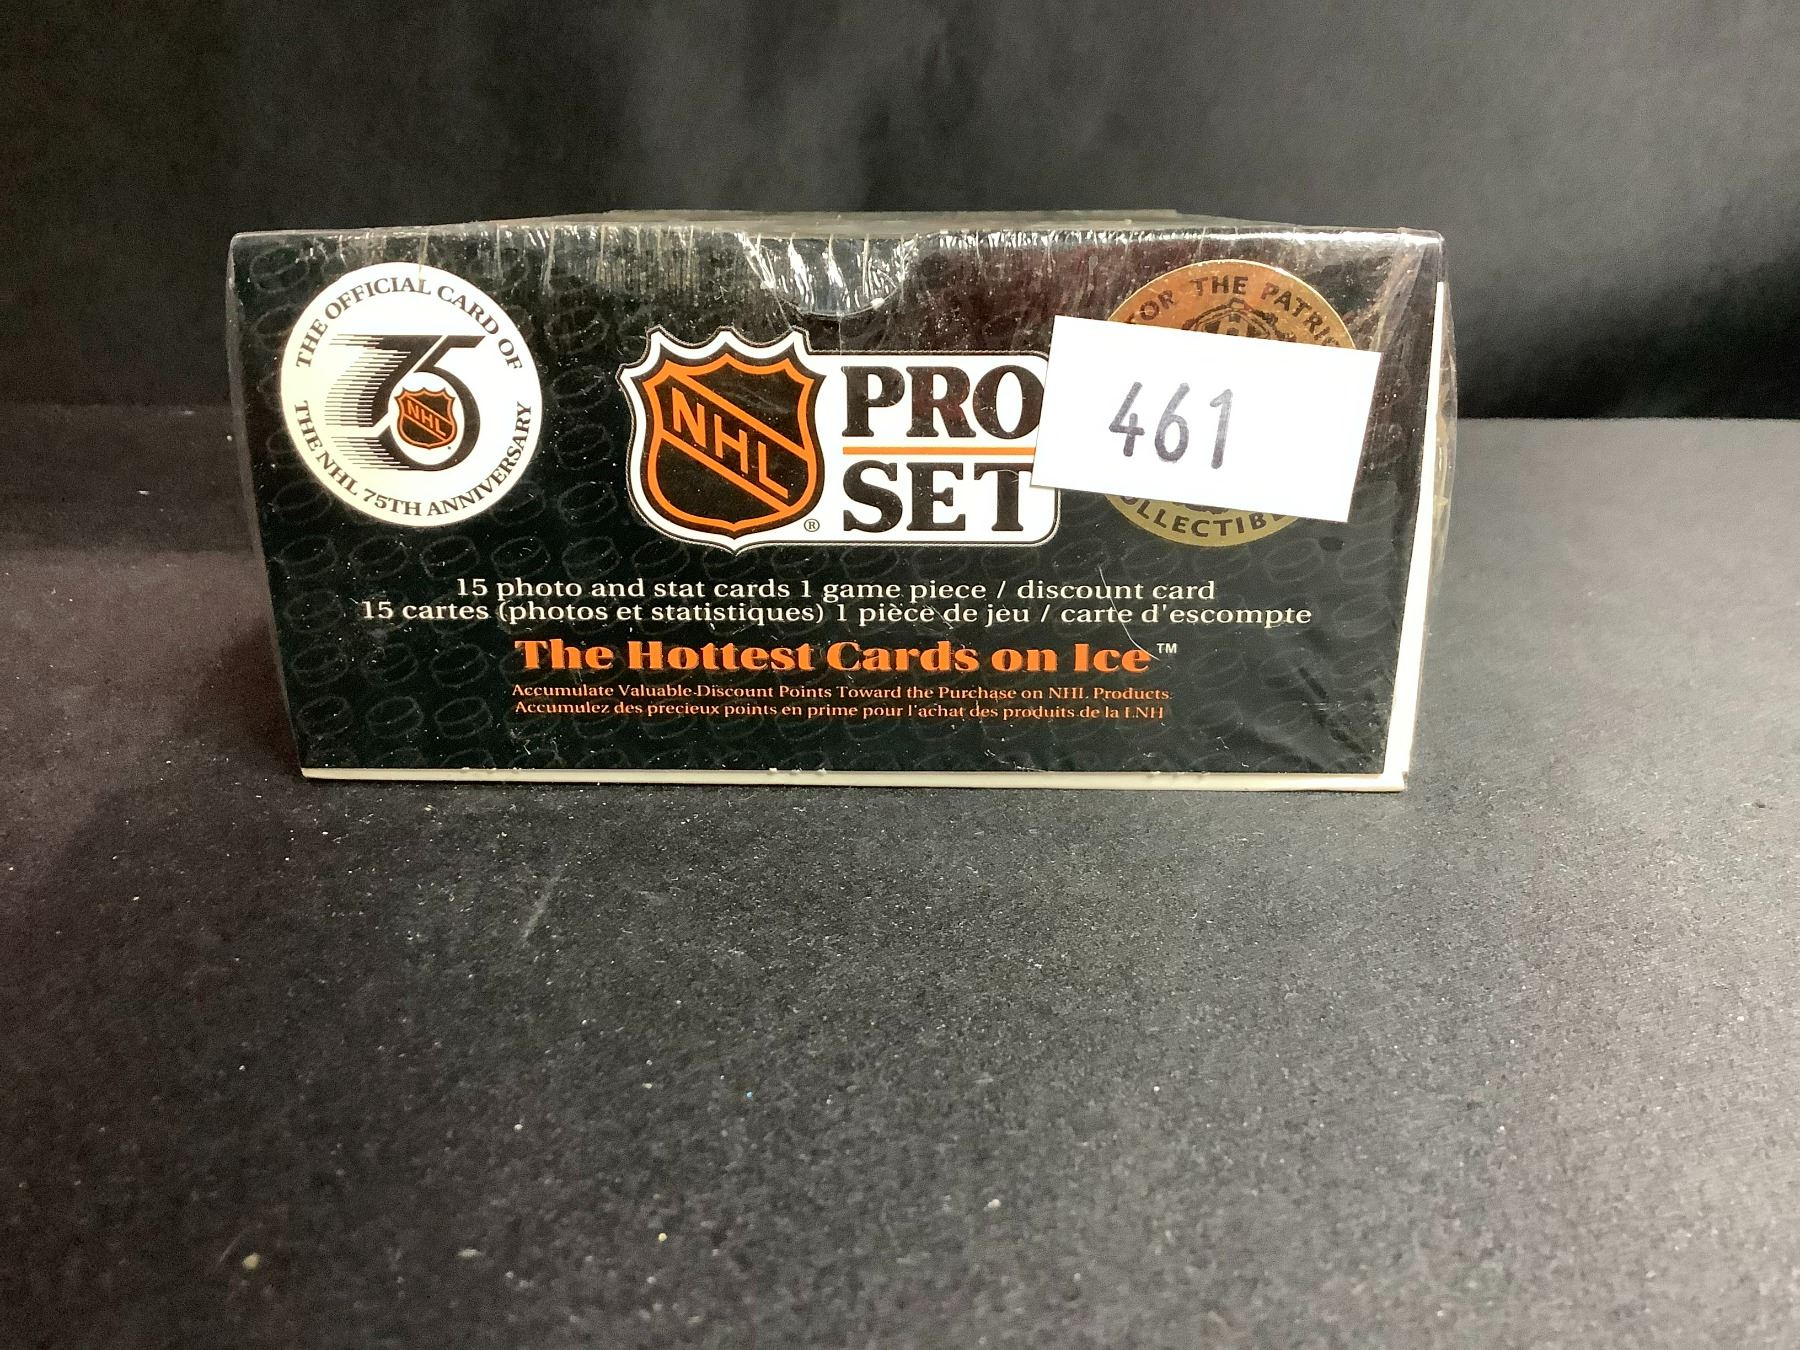 THE OFFICIAL CARD OF
75
NHL
THE NHL 75TH ANNIVERSARY
NHL
®
PRO
SET
THE
461
15 photo and stat cards 1 game piece / discount card
15 cartes (photos et statistiques) 1 pièce de jeu / carte d'escompte
The Hottest Cards on Ice™
Accumulate Valuable Discount Points Toward the Purchase on NHL Products.
Accumulez des precieux points en prime pour l'achat des produits de la LNH